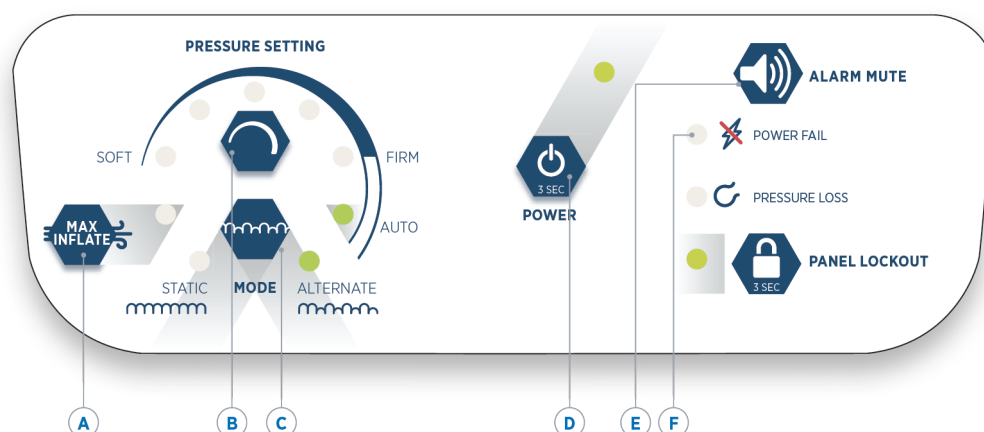 PRESSURE SETTING
SOFT
FIRM
AUTO
MAX
INFLATE
STATIC
MODE
ALTERNATE
3 SEC
POWER
ALARM MUTE
POWER FAIL
PRESSURE LOSS
3 SEC
PANEL LOCKOUT
A
B
C
D
E
F